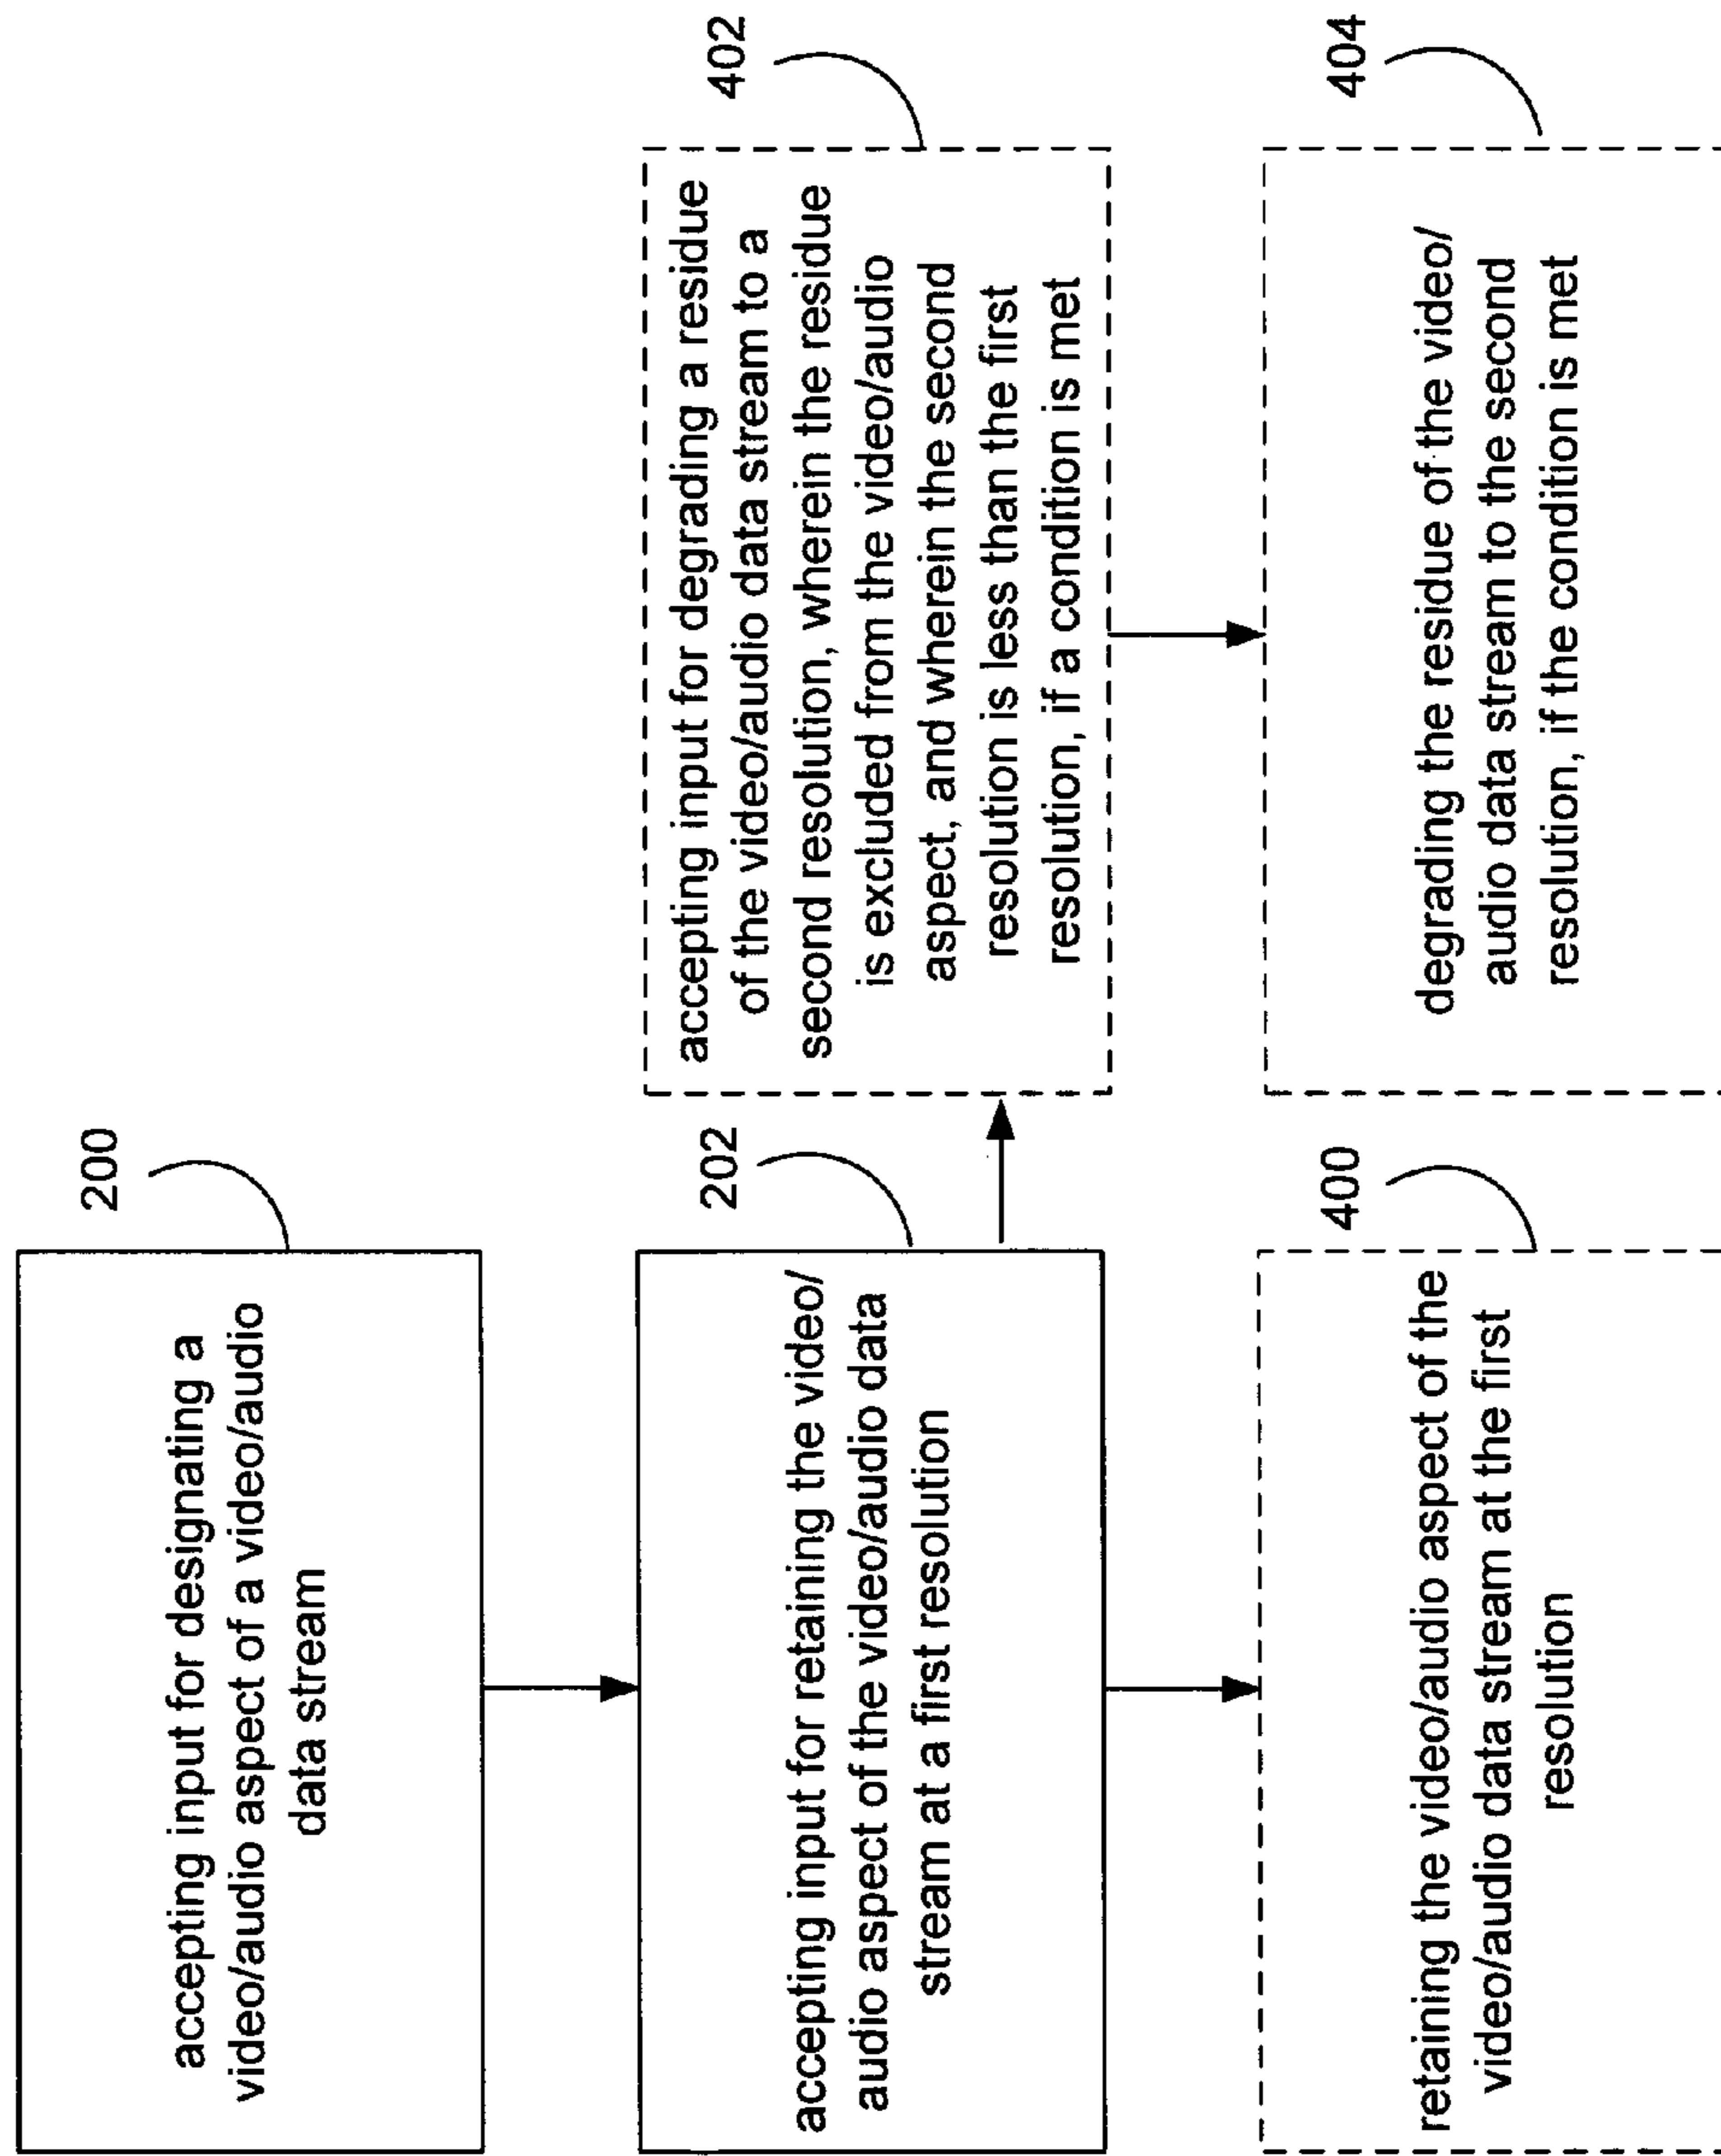 200
accepting input for designating a
video/audio aspect of a video/audio
data stream
202
accepting input for retaining the video/
audio aspect of the video/audio data
stream at a first resolution
400
retaining the video/audio aspect of the
video/audio data stream at the first
resolution
402
accepting input for degrading a residue
of the video/audio data stream to a
second resolution, wherein the residue
is excluded from the video/audio
aspect, and wherein the second
resolution is less than the first
resolution, if a condition is met
404
degrading the residue of the video/
audio data stream to the second
resolution, if the condition is met